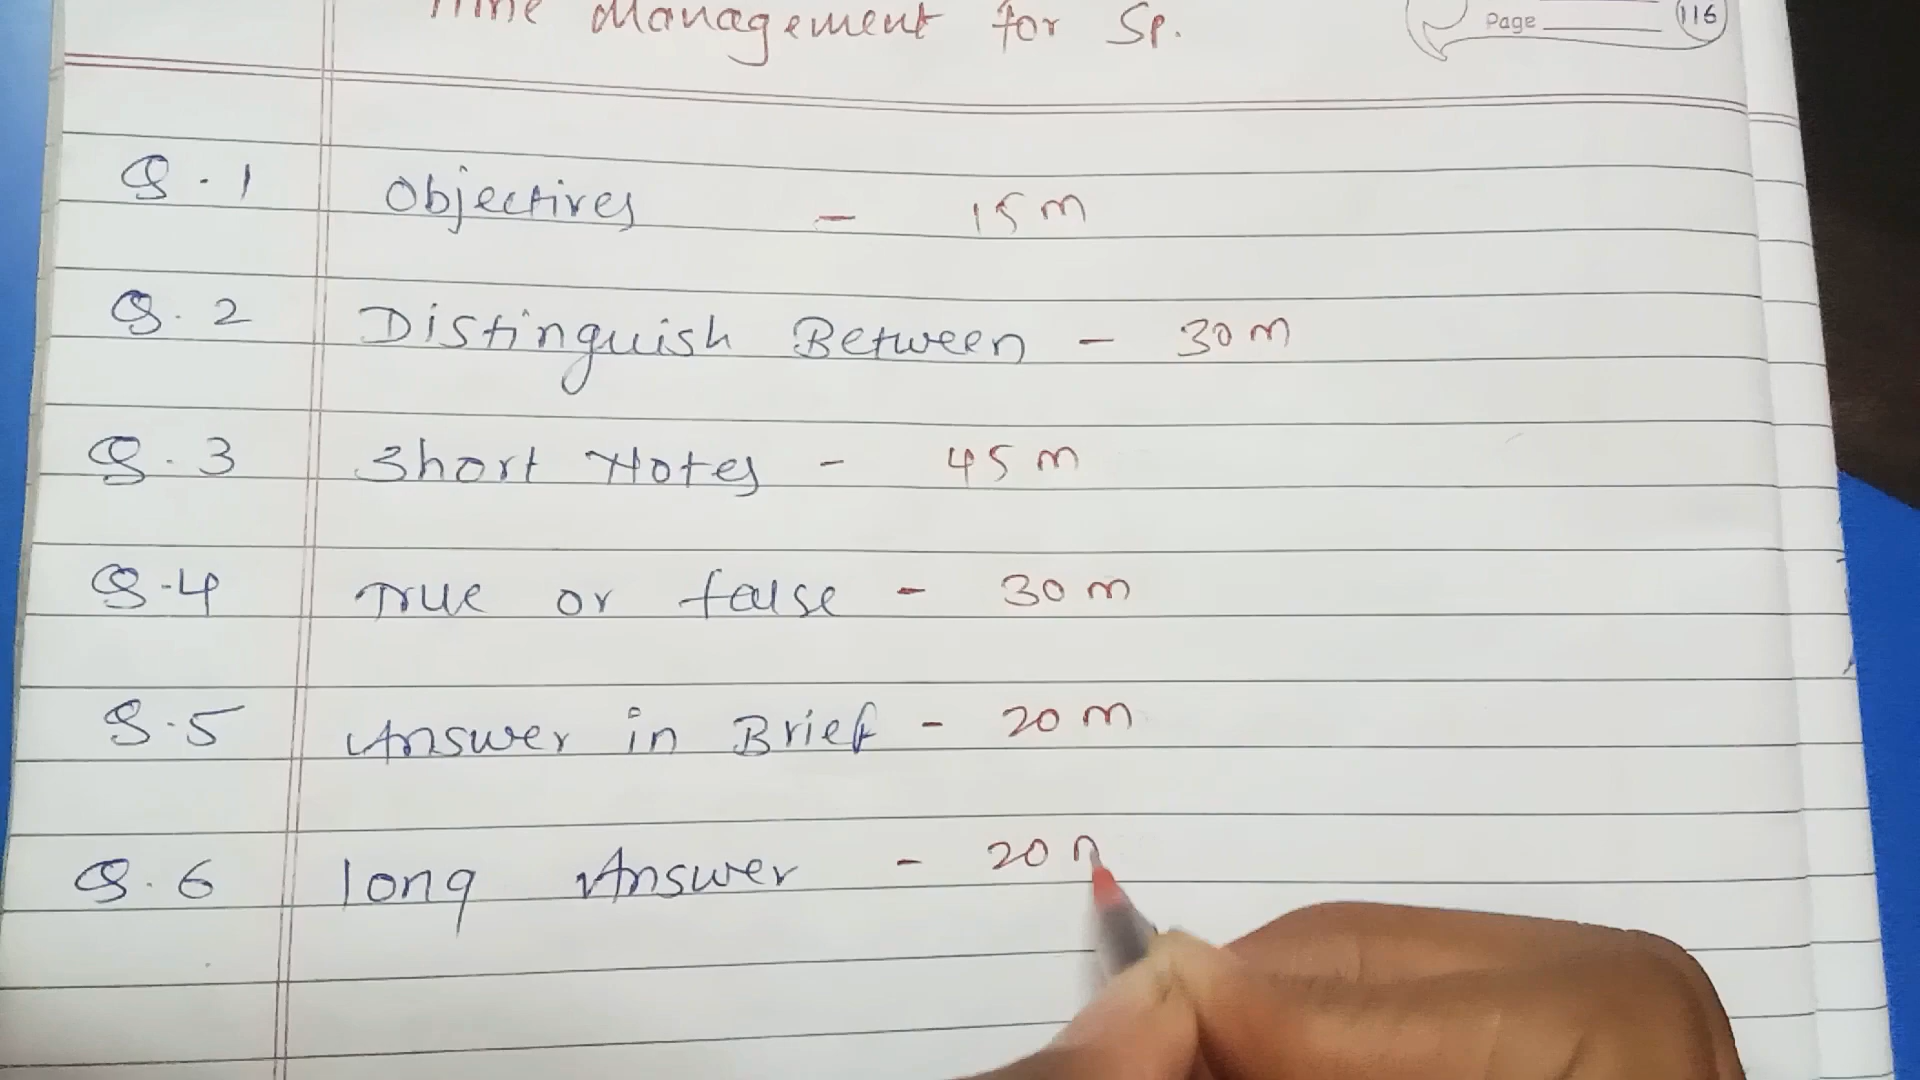 Time Management for SP.
Page 116
Q.1 Objectives - 15 m
Q.2 Distinguish Between - 30 m
Q.3 Short Notes - 45 m
Q.4 True or false - 30 m
Q.5 Answer in Brief - 20 m
Q.6 long Answer - 20 m